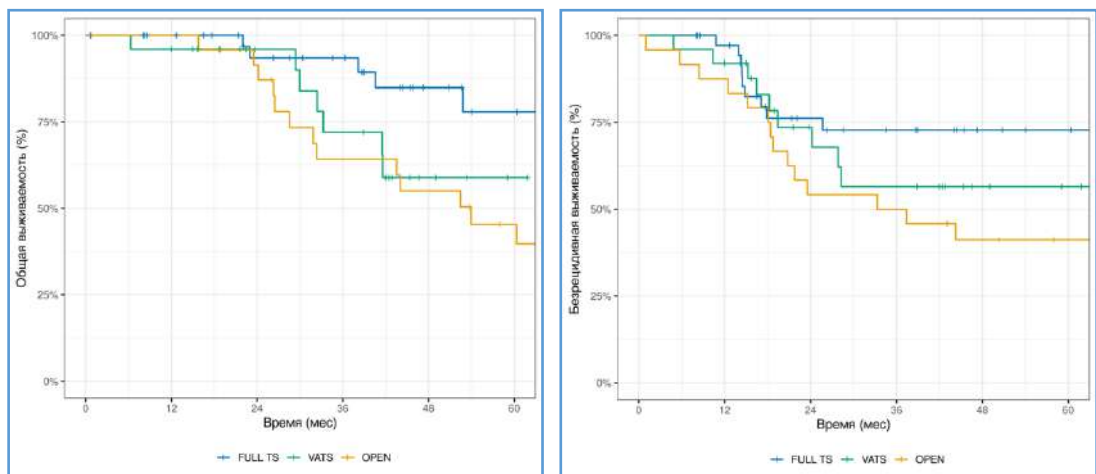 Общая выживаемость (%)
100%
75%
50%
25%
0%
0 12 24 36 48 60
Время (мес)
FULL TS VATS OPEN
Безрецидивная выживаемость (%)
100%
75%
50%
25%
0%
0 12 24 36 48 60
Время (мес)
FULL TS VATS OPEN